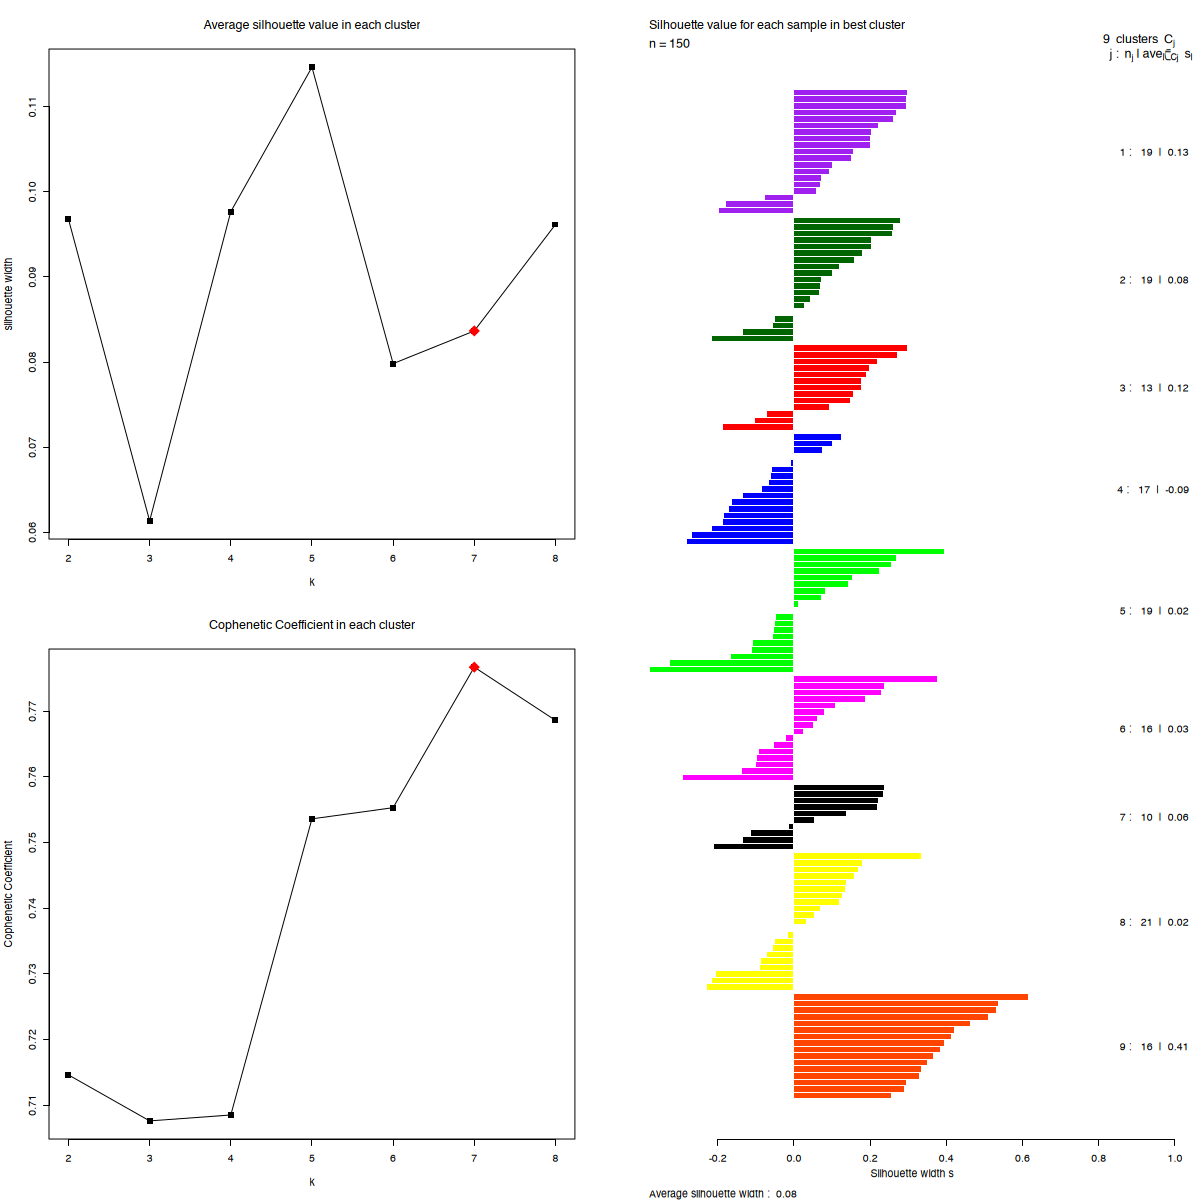 Average silhouette value in each cluster
silhouette width
0.06 0.07 0.08 0.09 0.10 0.11
2 3 4 5 6 7 8
k
Cophenetic Coefficient in each cluster
Cophenetic Coefficient
0.71 0.72 0.73 0.74 0.75 0.76 0.77
2 3 4 5 6 7 8
k
Silhouette value for each sample in best cluster
n = 150
9 clusters Cj
j : nj | avei∈Cj si
1 : 19 | 0.13
2 : 19 | 0.08
3 : 13 | 0.12
4 : 17 | -0.09
5 : 19 | 0.02
6 : 16 | 0.03
7 : 10 | 0.06
8 : 21 | 0.02
9 : 16 | 0.41
-0.2 0.0 0.2 0.4 0.6 0.8 1.0
Silhouette width s
Average silhouette width : 0.08